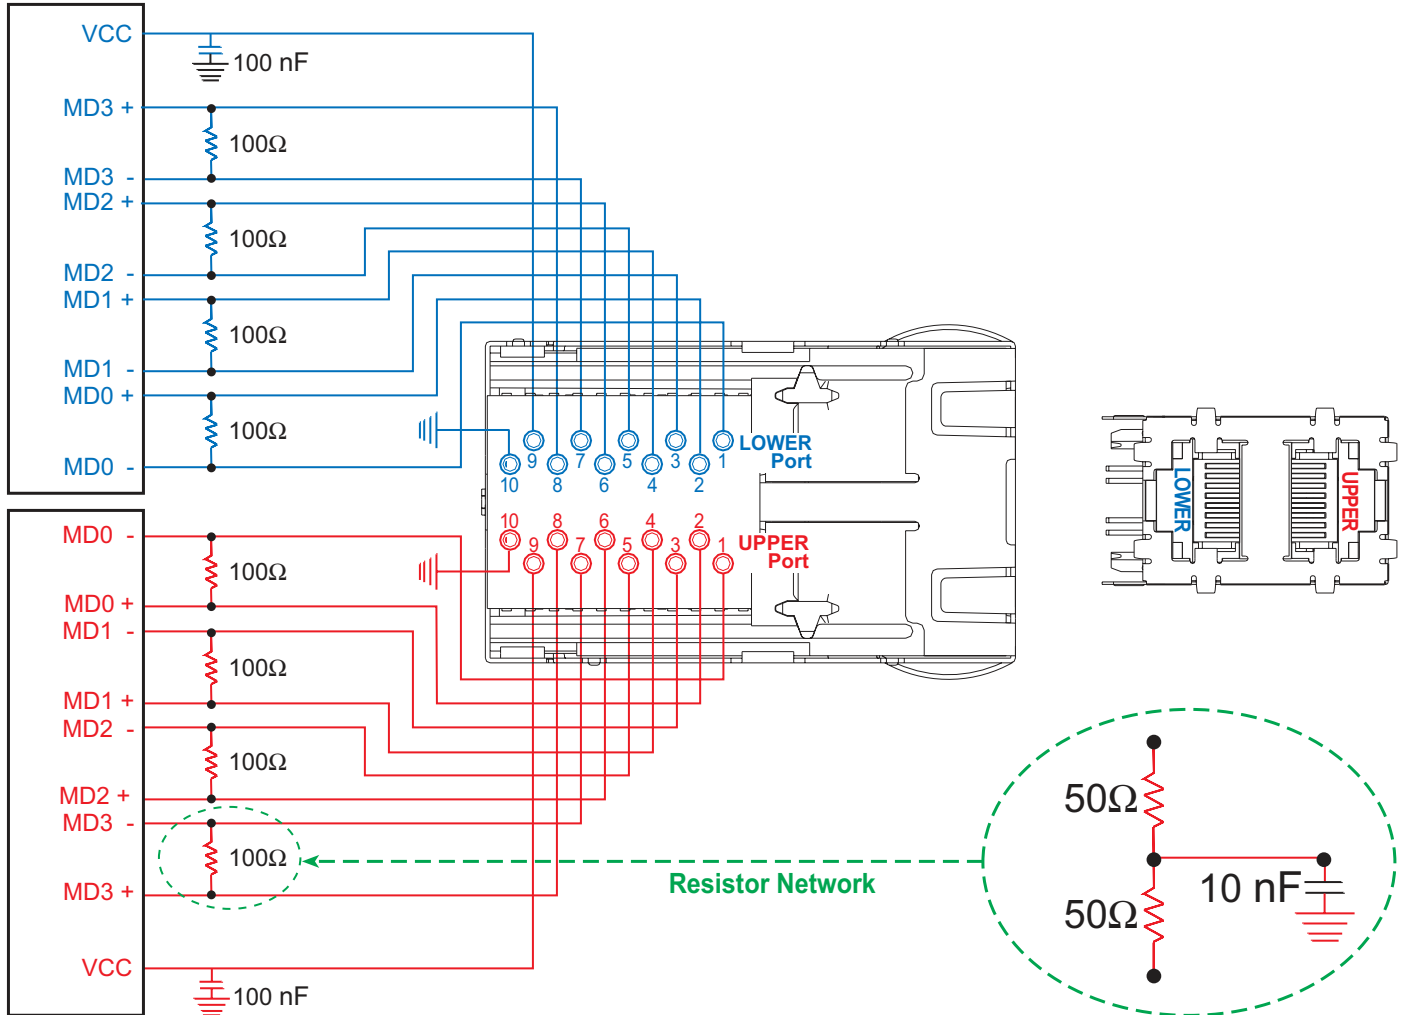 VCC
100 nF
MD3 +
100Ω
MD3 -
MD2 +
100Ω
MD2 -
MD1 +
100Ω
MD1 -
MD0 +
100Ω
MD0 -
LOWER
Port
9 7 5 3 1
10 8 6 4 2
10 8 6 4 2
9 7 5 3 1
UPPER
Port
LOWER
UPPER
MD0 -
100Ω
MD0 +
MD1 -
100Ω
MD1 +
MD2 -
100Ω
MD2 +
MD3 -
100Ω
MD3 +
Resistor Network
VCC
100 nF
50Ω
10 nF
50Ω